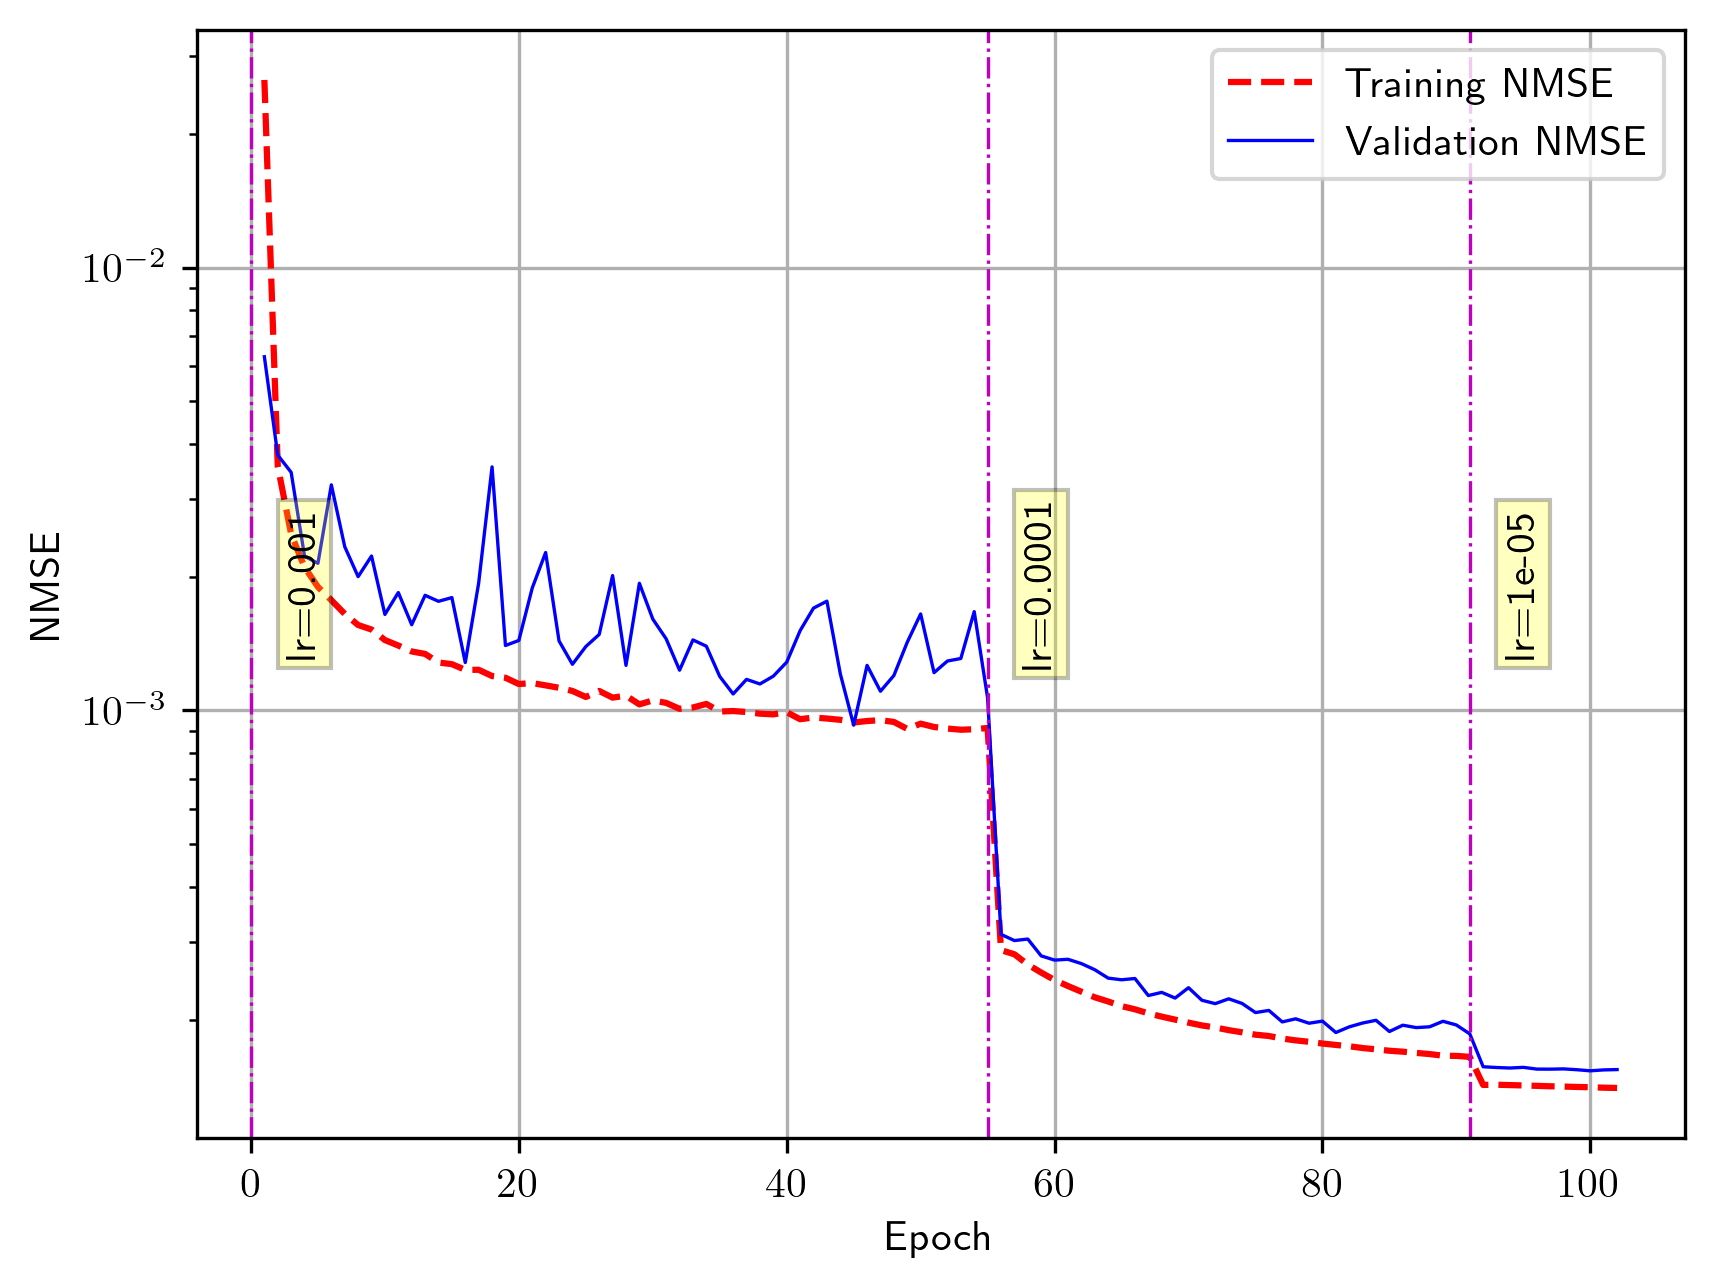 Training NMSE
Validation NMSE
10⁻²
10⁻³
NMSE
lr=0.001
lr=0.0001
lr=1e-05
0 20 40 60 80 100
Epoch